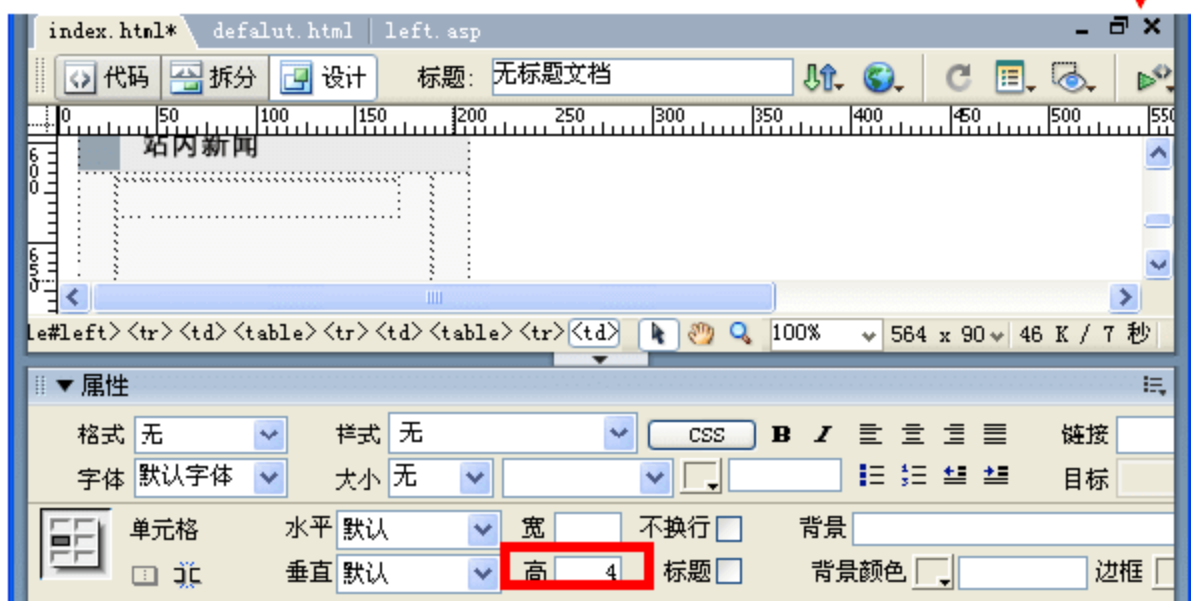 index.html* defalut.html left.asp
代码 拆分 设计 标题: 无标题文档
0 50 100 150 200 250 300 350 400 450 500 550
站内新闻
600
650
le#left> <tr> <td> <table> <tr> <td> <table> <tr> <td> 100% 564 x 90 46 K / 7 秒
属性
格式 无 样式 无 CSS B I 链接
字体 默认字体 大小 无 目标
单元格 水平 默认 宽 不换行 背景
垂直 默认 高 4 标题 背景颜色 边框